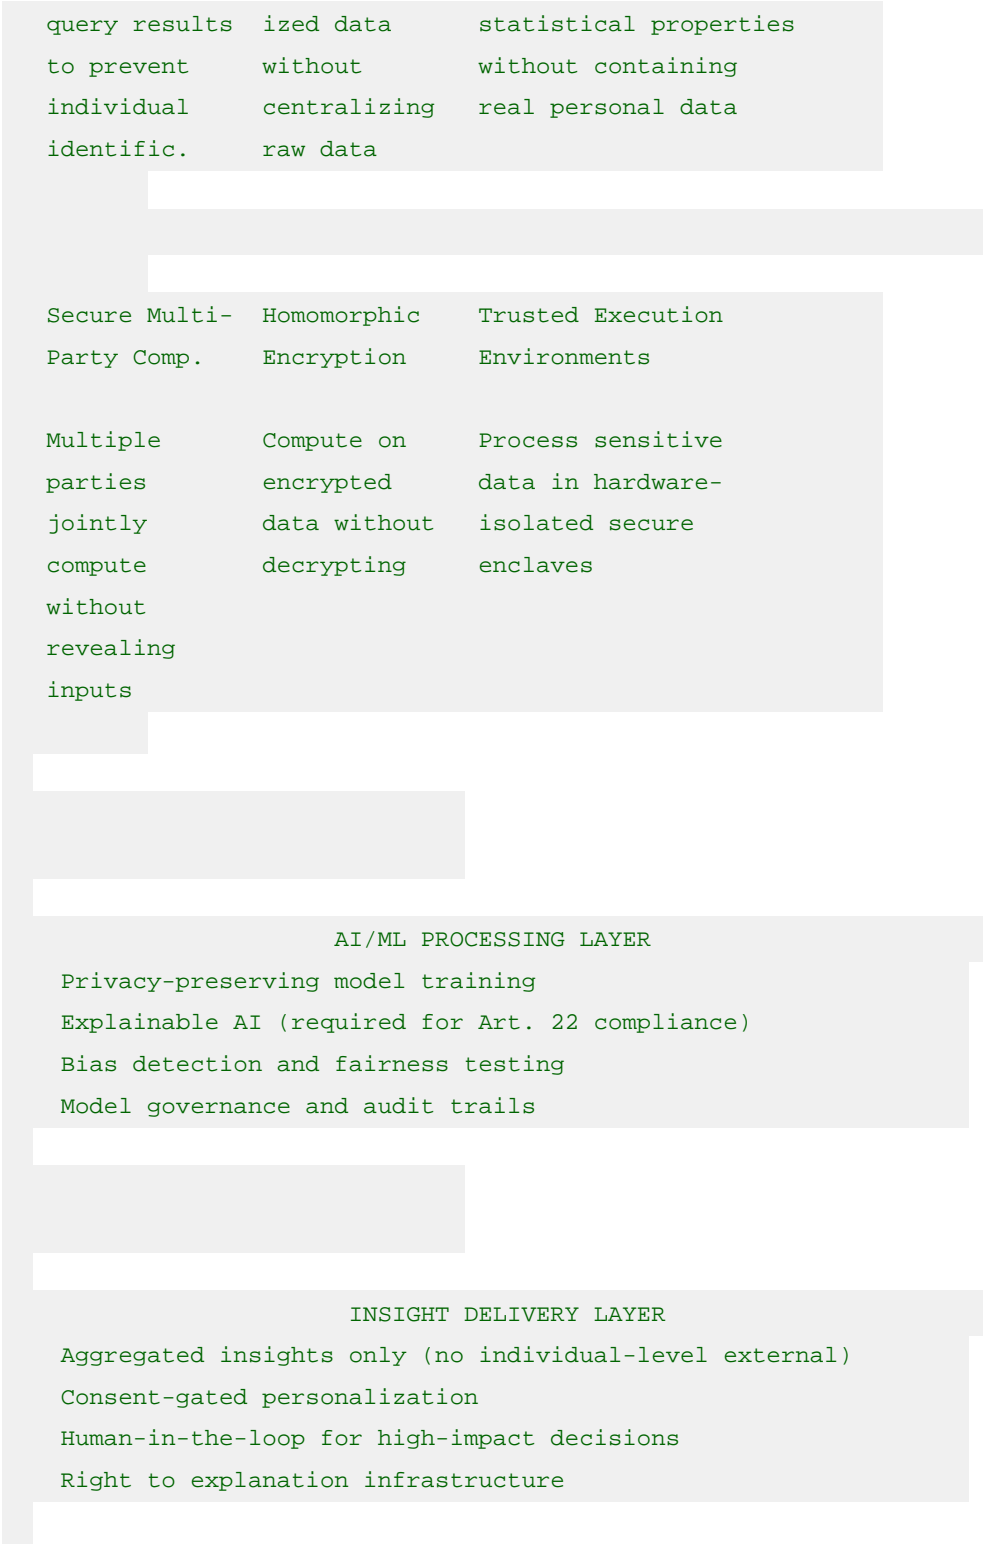 query results  ized data      statistical properties
to prevent     without        without containing
individual     centralizing   real personal data
identific.     raw data
Secure Multi-  Homomorphic    Trusted Execution
Party Comp.    Encryption     Environments
Multiple       Compute on     Process sensitive
parties        encrypted      data in hardware-
jointly        data without   isolated secure
compute        decrypting     enclaves
without
revealing
inputs
AI/ML PROCESSING LAYER
Privacy-preserving model training
Explainable AI (required for Art. 22 compliance)
Bias detection and fairness testing
Model governance and audit trails
INSIGHT DELIVERY LAYER
Aggregated insights only (no individual-level external)
Consent-gated personalization
Human-in-the-loop for high-impact decisions
Right to explanation infrastructure